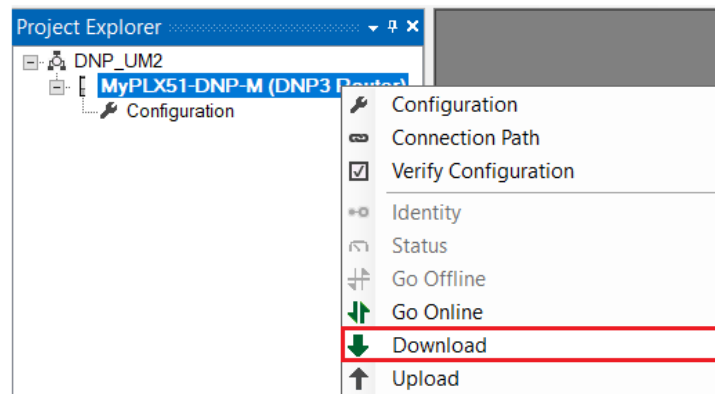 Project Explorer
DNP_UM2
MyPLX51-DNP-M (DNP3 Router)
Configuration
Configuration
Connection Path
Verify Configuration
Identity
Status
Go Offline
Go Online
Download
Upload